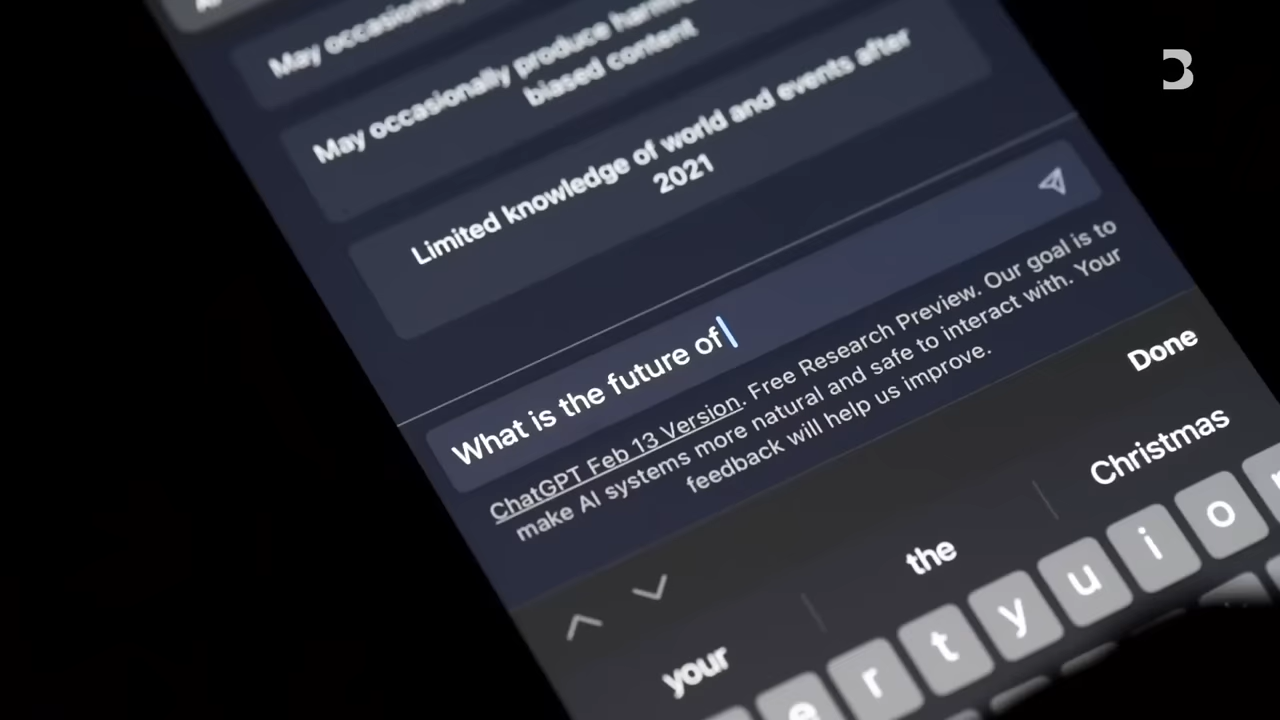 May occasionally
May occasionally produce
biased content
Limited knowledge of world and events after
2021
What is the future of
ChatGPT Feb 13 Version. Free Research Preview. Our goal is to
make AI systems more natural and safe to interact with. Your
feedback will help us improve.
Done
your
the
Christmas
e r t y u i o
3